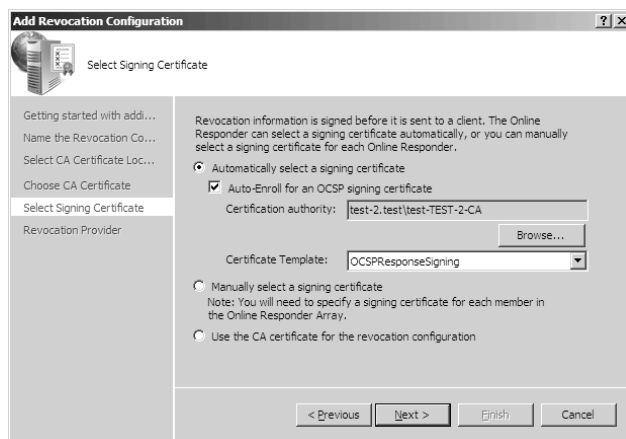 Add Revocation Configuration
Select Signing Certificate
Getting started with addi...
Name the Revocation Co...
Select CA Certificate Loc...
Choose CA Certificate
Select Signing Certificate
Revocation Provider
Revocation information is signed before it is sent to a client. The Online
Responder can select a signing certificate automatically, or you can manually
select a signing certificate for each Online Responder.
Automatically select a signing certificate
Auto-Enroll for an OCSP signing certificate
Certification authority: test-2.test\test-TEST-2-CA
Browse...
Certificate Template: OCSPResponseSigning
Manually select a signing certificate
Note: You will need to specify a signing certificate for each member in
the Online Responder Array.
Use the CA certificate for the revocation configuration
< Previous Next > Finish Cancel